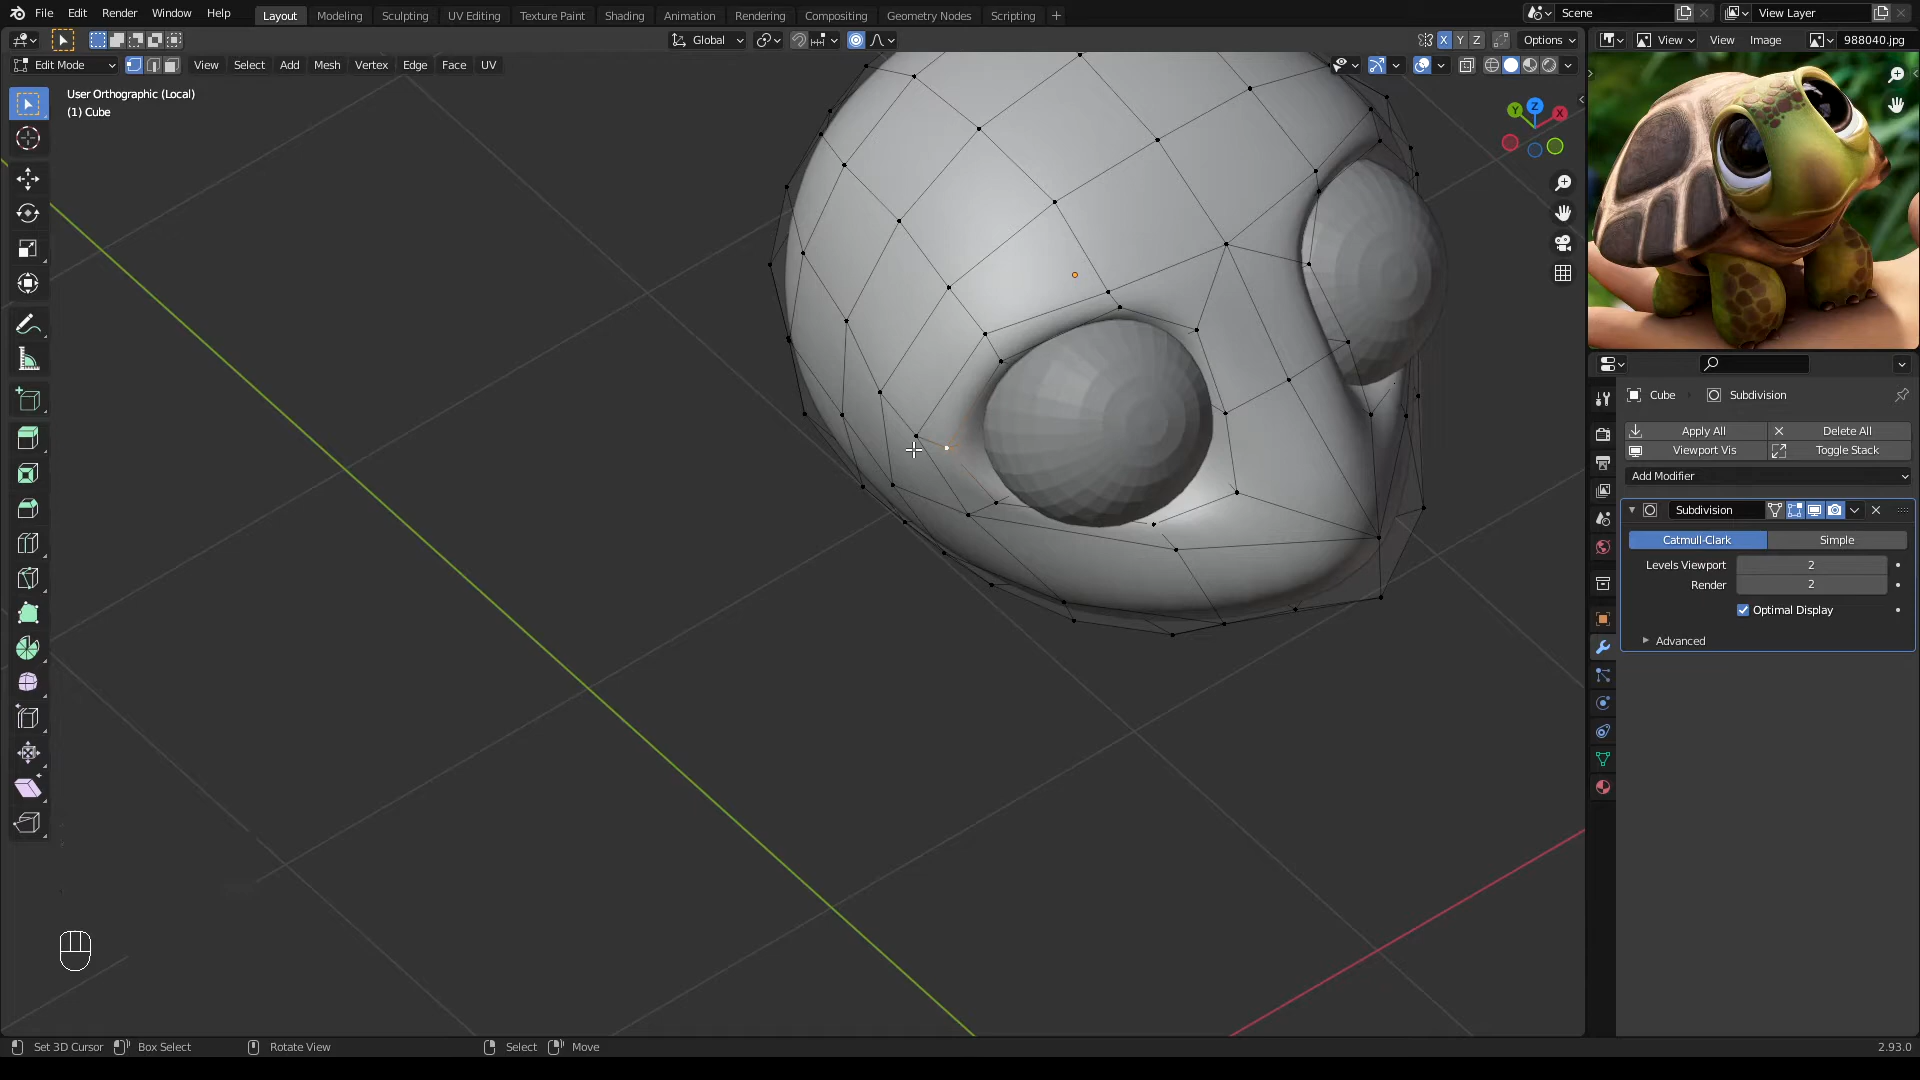 File Edit Render Window Help Layout Modeling Sculpting UV Editing Texture Paint Shading Animation Rendering Compositing Geometry Nodes Scripting + Scene View Layer
Global X Y Z Options View View Image 988040.jpg
Edit Mode View Select Add Mesh Vertex Edge Face UV
User Orthographic (Local)
(1) Cube
Z
Y
X
Cube Subdivision
Apply All Delete All
Viewport Vis Toggle Stack
Add Modifier
Subdivision
Catmull-Clark Simple
Levels Viewport 2
Render 2
Optimal Display
Advanced
Set 3D Cursor Box Select Rotate View Select Move 2.93.0